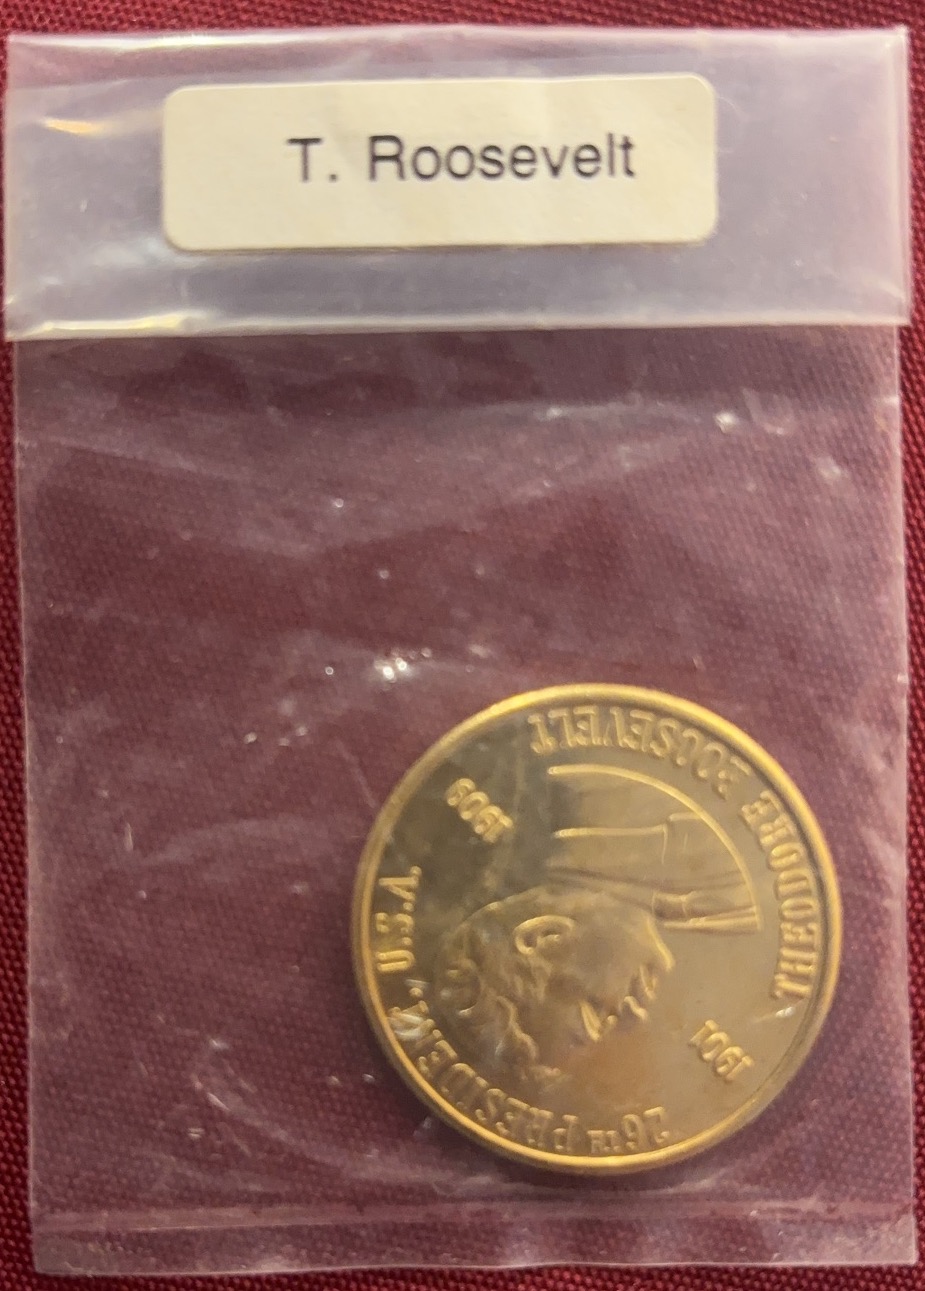 T. Roosevelt
THEODORE ROOSEVELT
1901
1909
26TH PRESIDENT, U.S.A.